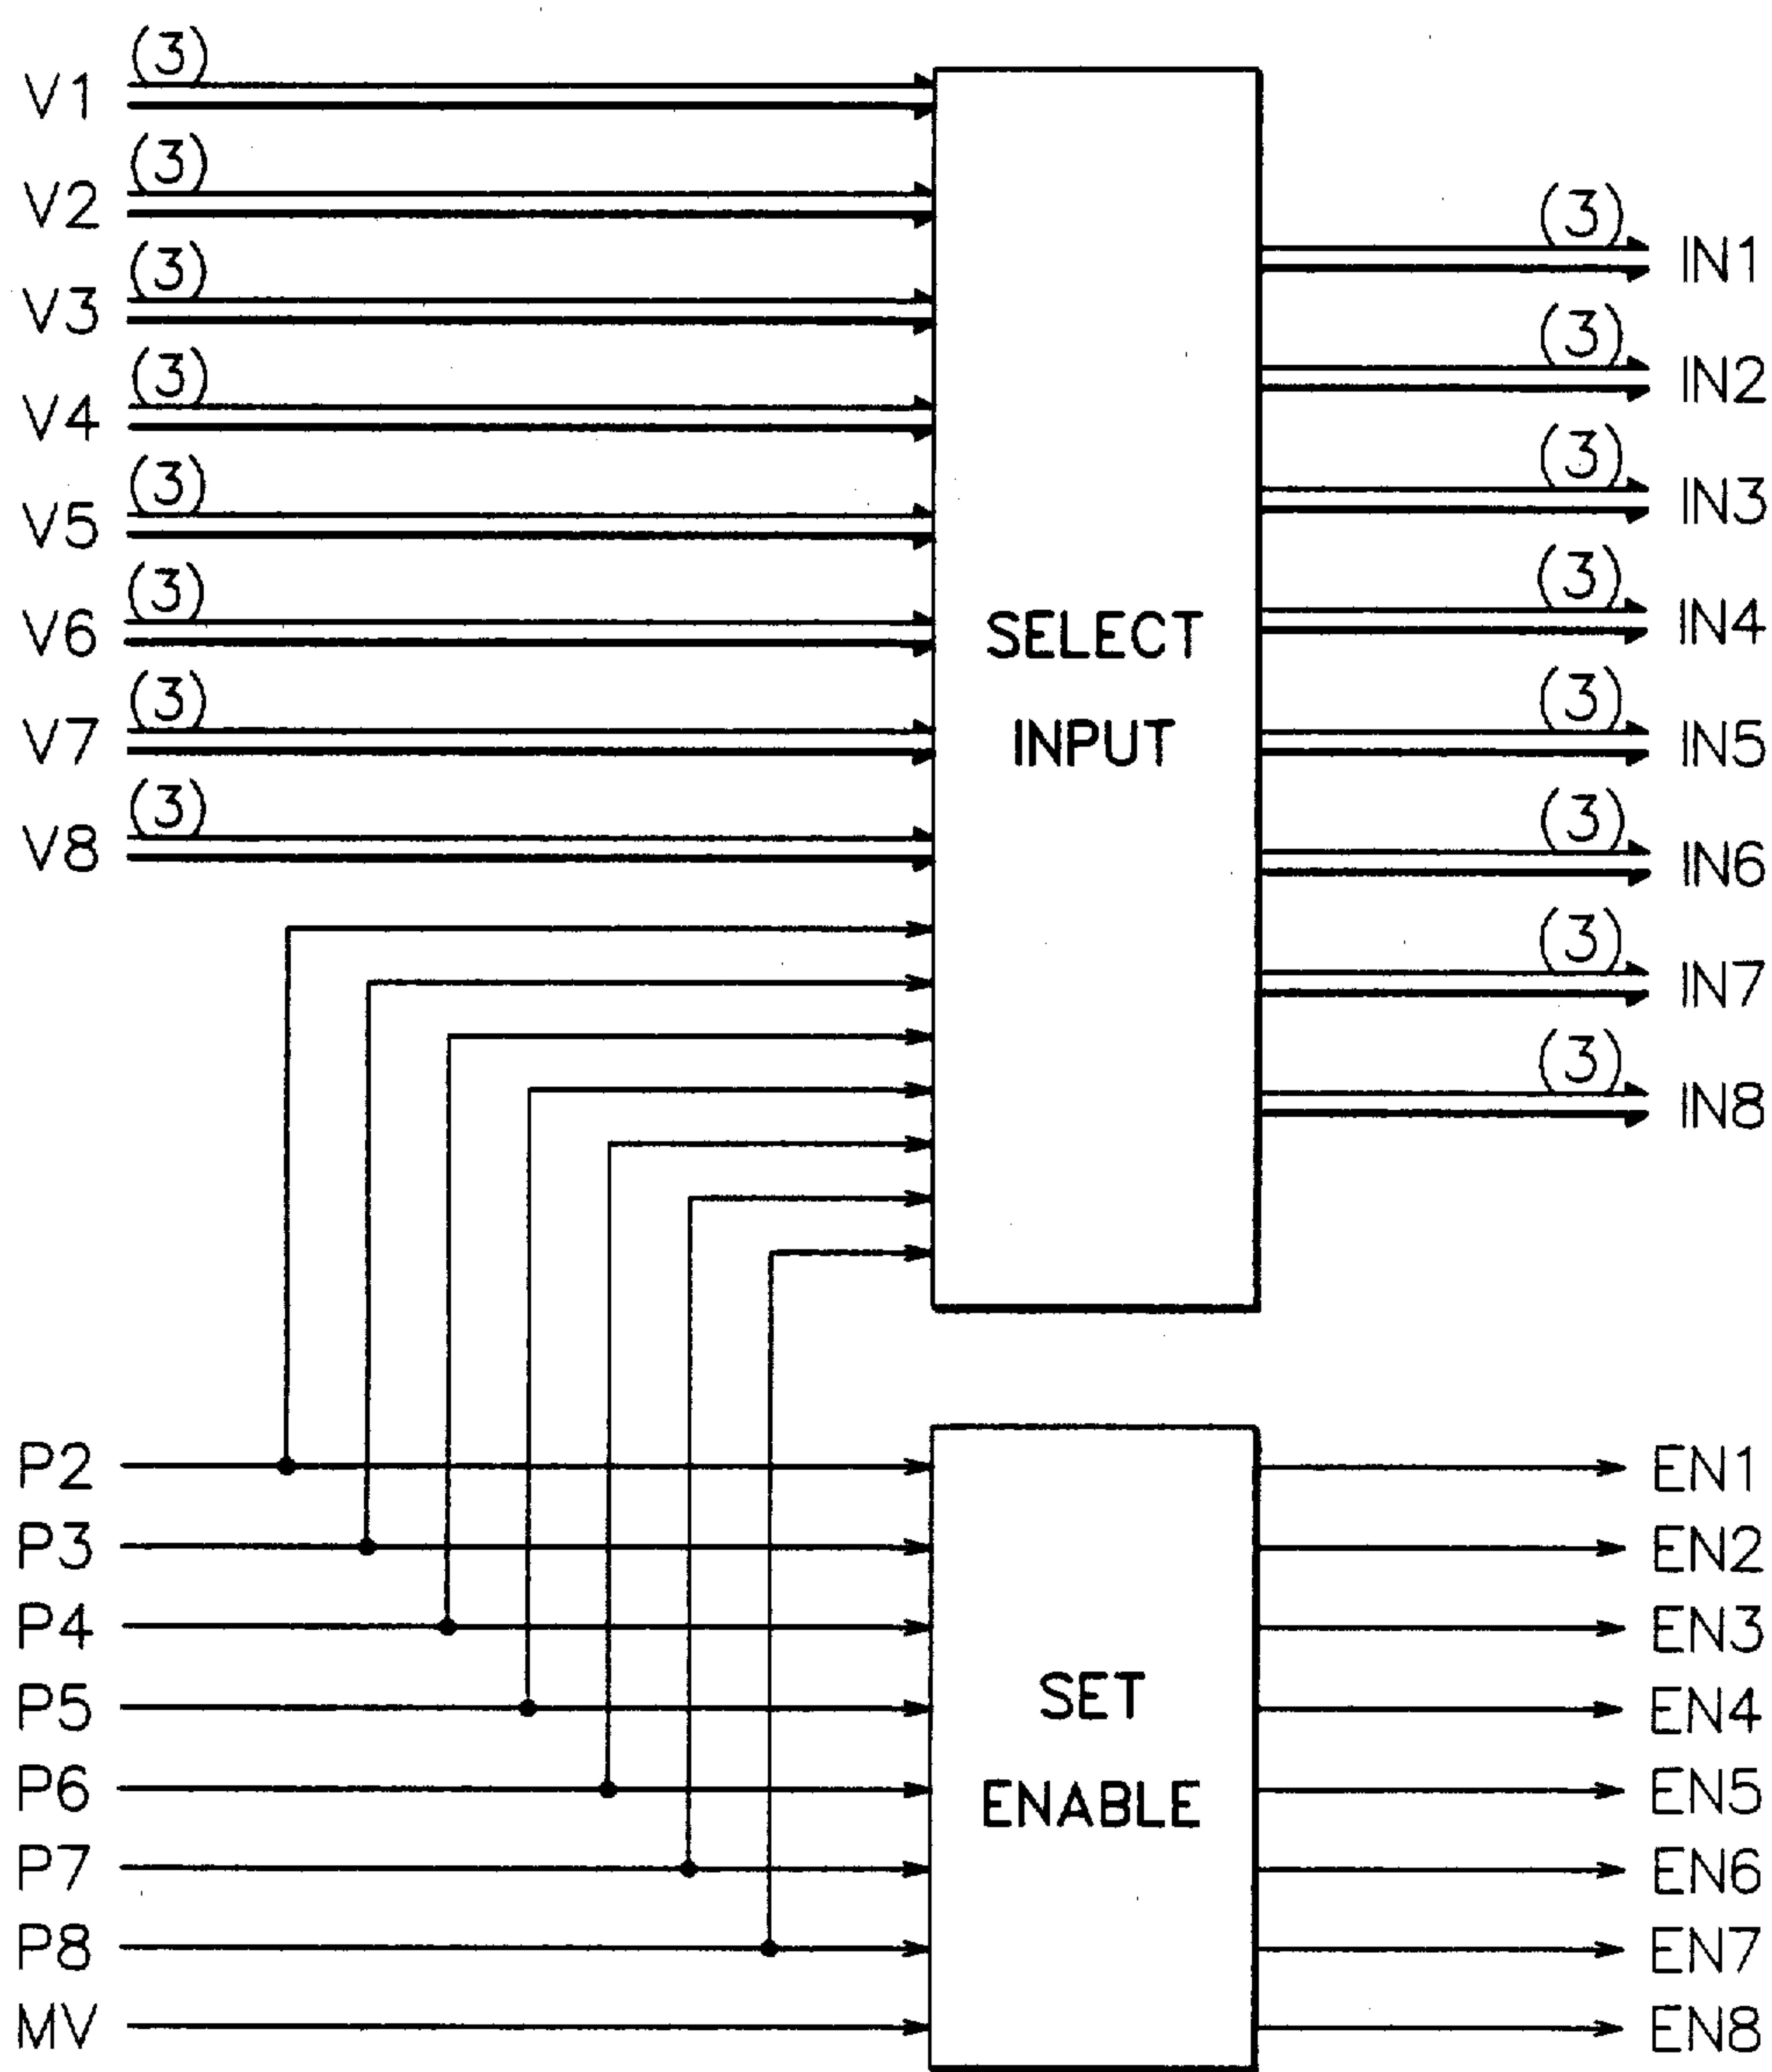 (3)
V1
(3)
V2
(3)
V3
(3)
V4
(3)
V5
(3)
V6
(3)
V7
(3)
V8
SELECT
INPUT
(3)
IN1
(3)
IN2
(3)
IN3
(3)
IN4
(3)
IN5
(3)
IN6
(3)
IN7
(3)
IN8
P2
P3
P4
P5
P6
P7
P8
MV
SET
ENABLE
EN1
EN2
EN3
EN4
EN5
EN6
EN7
EN8